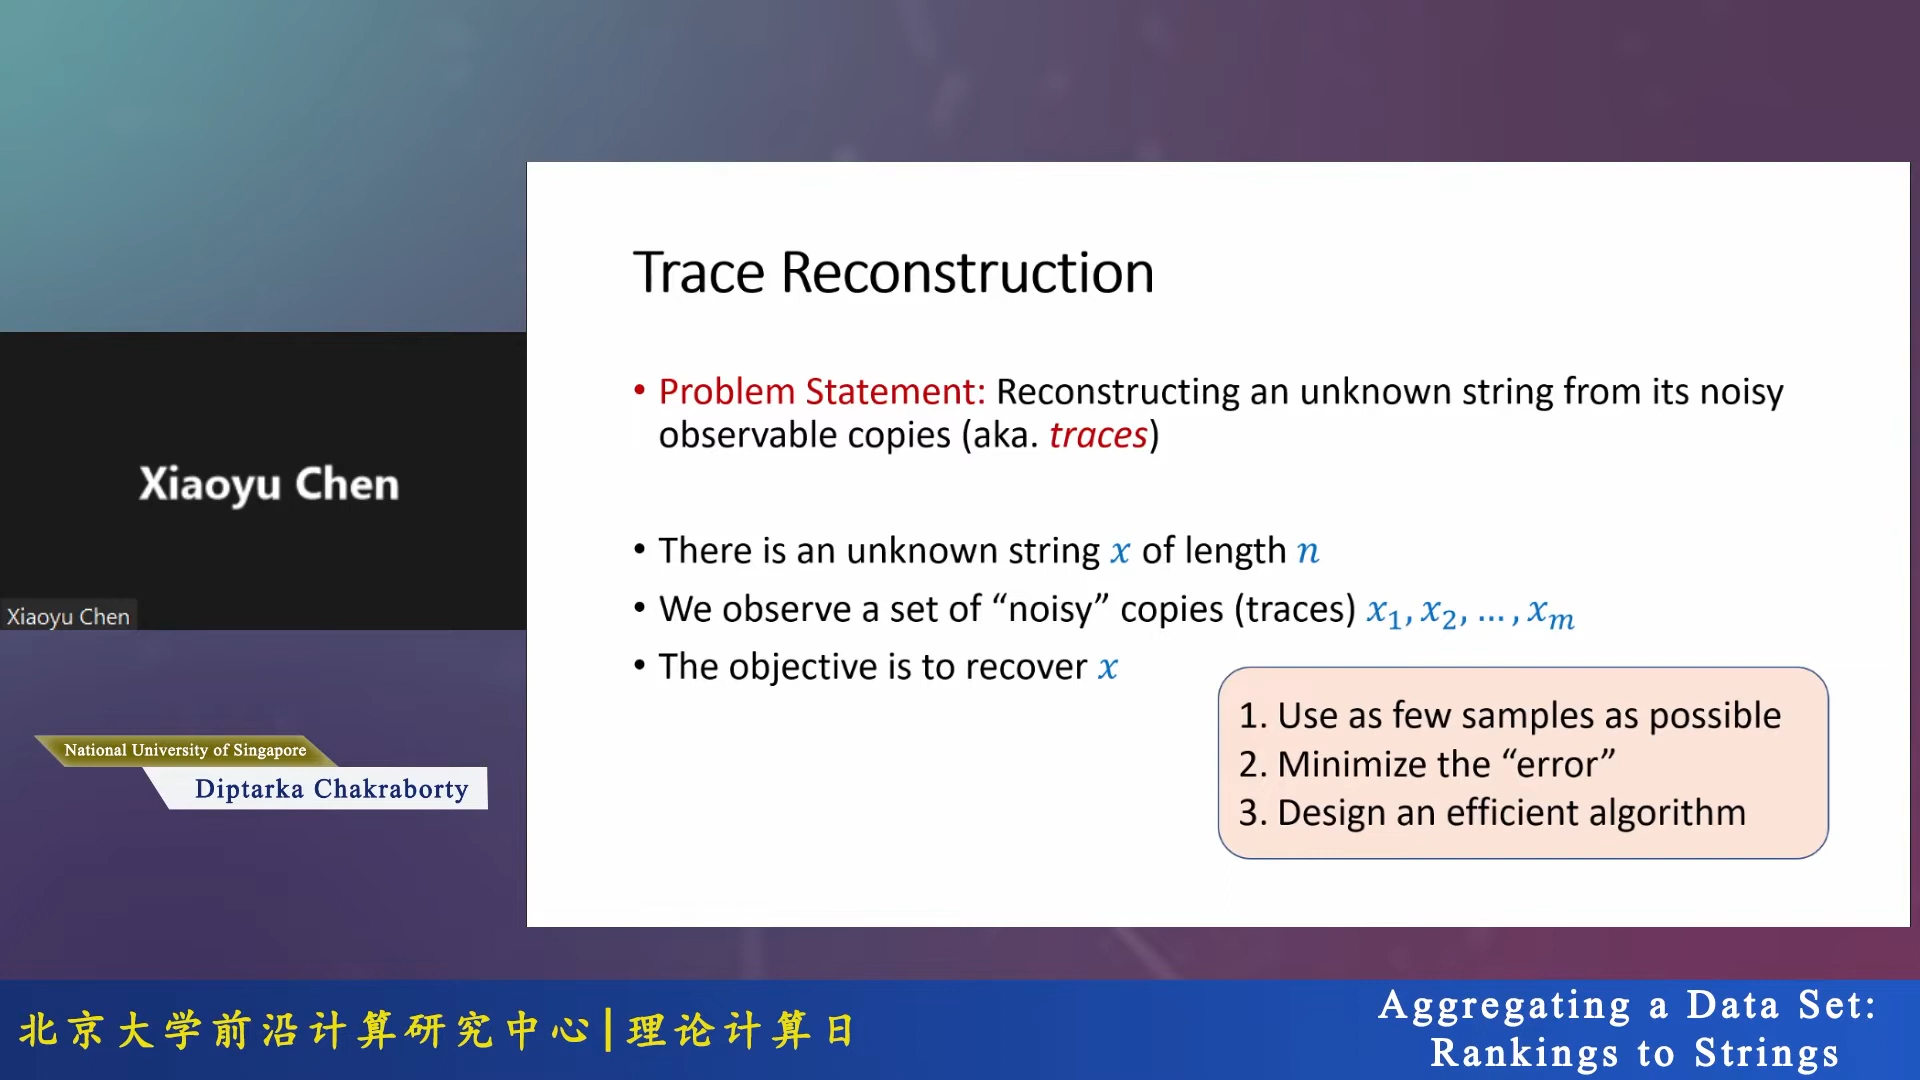 Trace Reconstruction
• Problem Statement: Reconstructing an unknown string from its noisy
observable copies (aka. traces)
• There is an unknown string x of length n
• We observe a set of “noisy” copies (traces) x₁, x₂, … , xₘ
• The objective is to recover x
1. Use as few samples as possible
2. Minimize the “error”
3. Design an efficient algorithm
Xiaoyu Chen
Xiaoyu Chen
National University of Singapore
Diptarka Chakraborty
北京大学前沿计算研究中心|理论计算日
Aggregating a Data Set:
Rankings to Strings